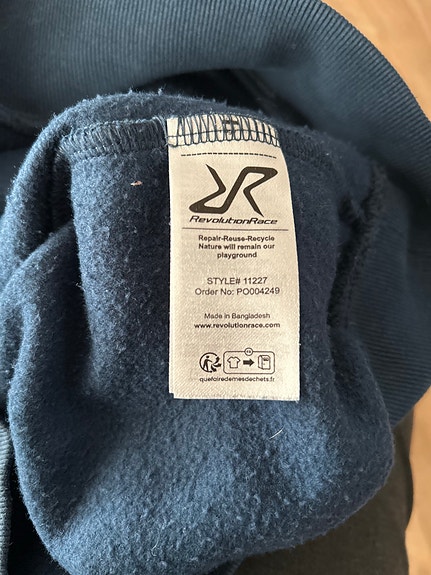 RevolutionRace
Repair-Reuse-Recycle
Nature will remain our
playground
STYLE# 11227
Order No: PO004249
Made in Bangladesh
www.revolutionrace.com
FR
quefairedemesdechets.fr